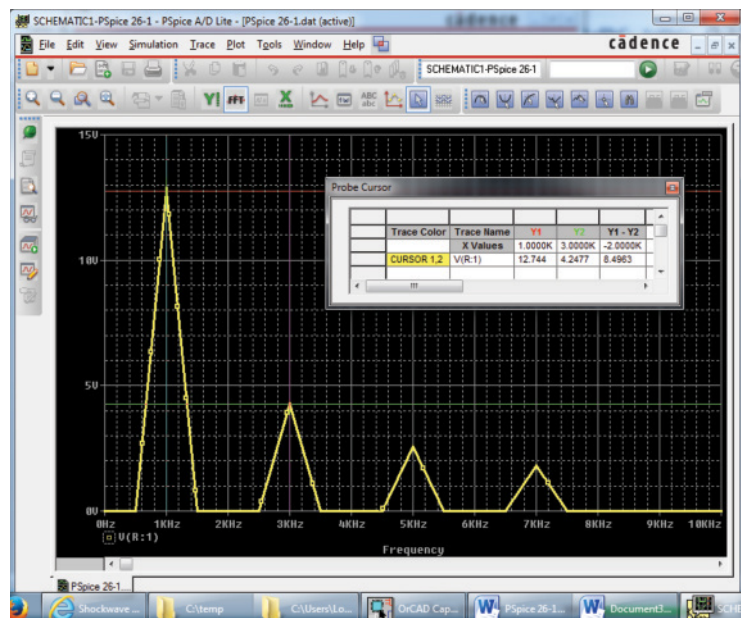 SCHEMATIC1-PSpice 26-1 - PSpice A/D Lite - [PSpice 26-1.dat (active)]
cādence
File Edit View Simulation Trace Plot Tools Window Help
cādence
SCHEMATIC1-PSpice 26-1
ABC
abc
15V
Probe Cursor
Trace Color Trace Name Y1 Y2 Y1 - Y2
X Values 1.0000K 3.0000K -2.0000K
CURSOR 1,2 V(R:1) 12.744 4.2477 8.4963
10V
5V
0V
0Hz 1KHz 2KHz 3KHz 4KHz 5KHz 6KHz 7KHz 8KHz 9KHz 10KHz
V(R:1)
Frequency
PSpice 26-1....
Shockwave ... C:\temp C:\Users\Lo... OrCAD Cap... PSpice 26-1... Document3... SCHE